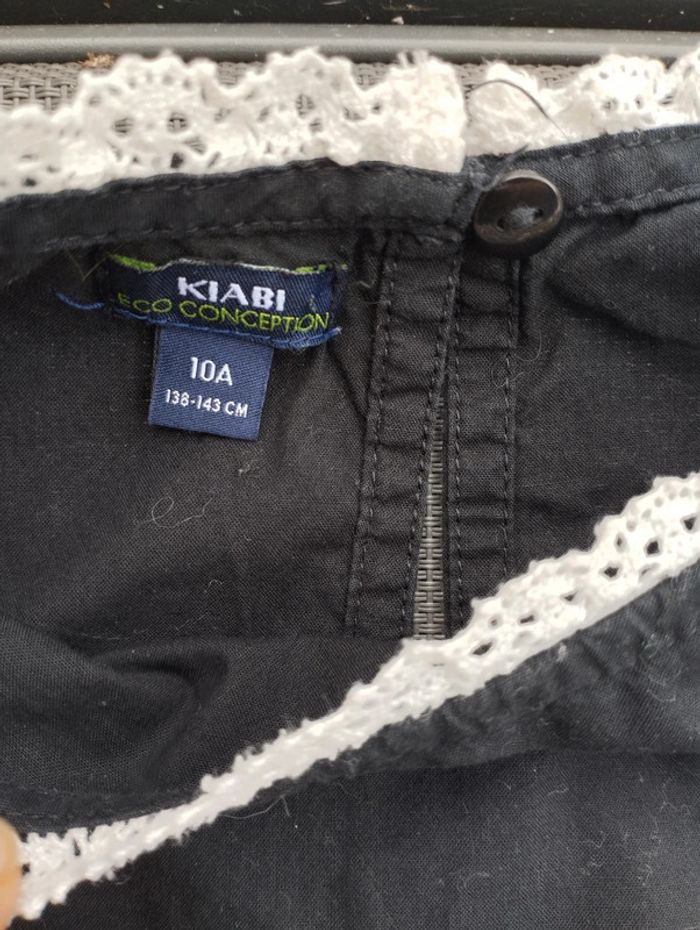 KIABI
ECO CONCEPTION
10A
138-143 CM